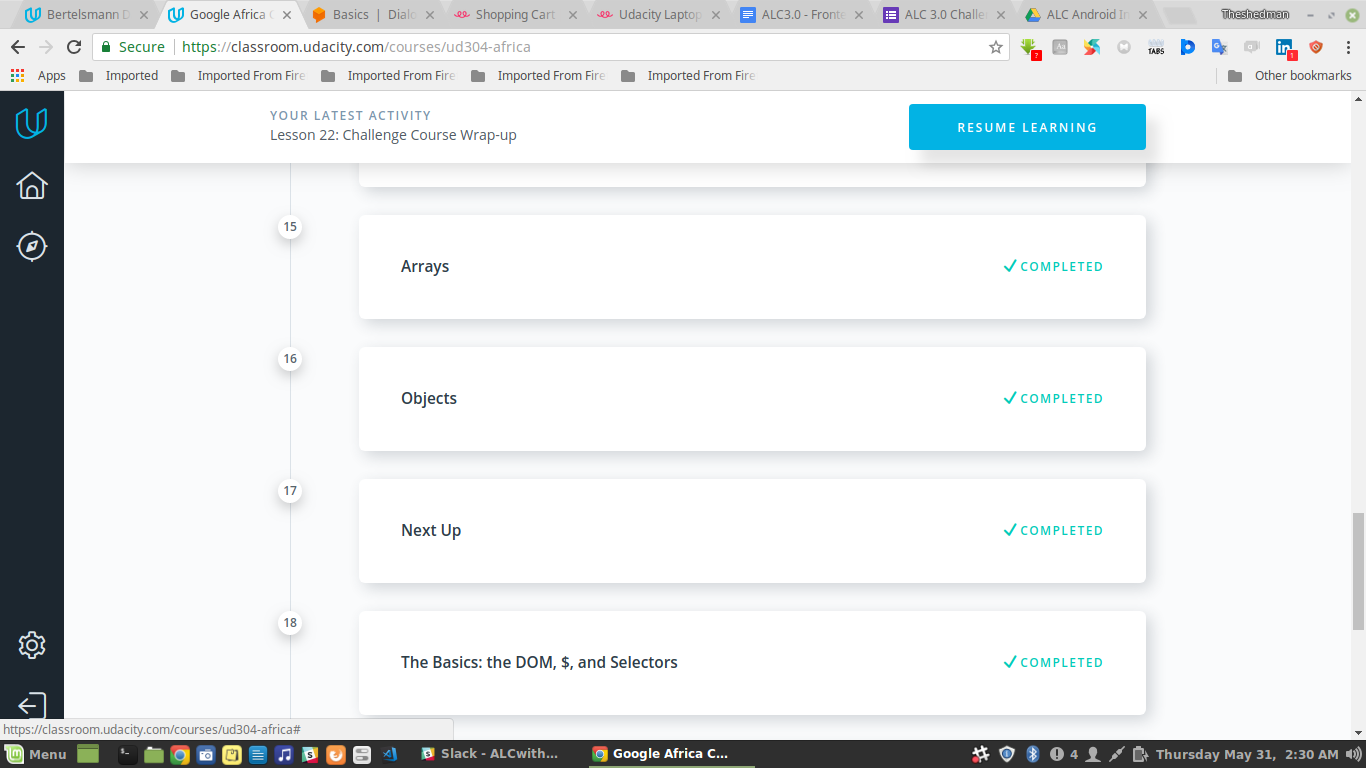 Bertelsmann D
Google Africa C
Basics | Dialo
Shopping Cart
Udacity Laptop
ALC3.0 - Fronte
ALC 3.0 Challen
ALC Android In
Theshedman
Secure https://classroom.udacity.com/courses/ud304-africa
Apps Imported Imported From Fire Imported From Fire Imported From Fire Imported From Fire Other bookmarks
YOUR LATEST ACTIVITY
Lesson 22: Challenge Course Wrap-up
RESUME LEARNING
15
Arrays
COMPLETED
16
Objects
COMPLETED
17
Next Up
COMPLETED
18
The Basics: the DOM, $, and Selectors
COMPLETED
https://classroom.udacity.com/courses/ud304-africa#
Menu Slack - ALCwith... Google Africa C... 4 Thursday May 31, 2:30 AM